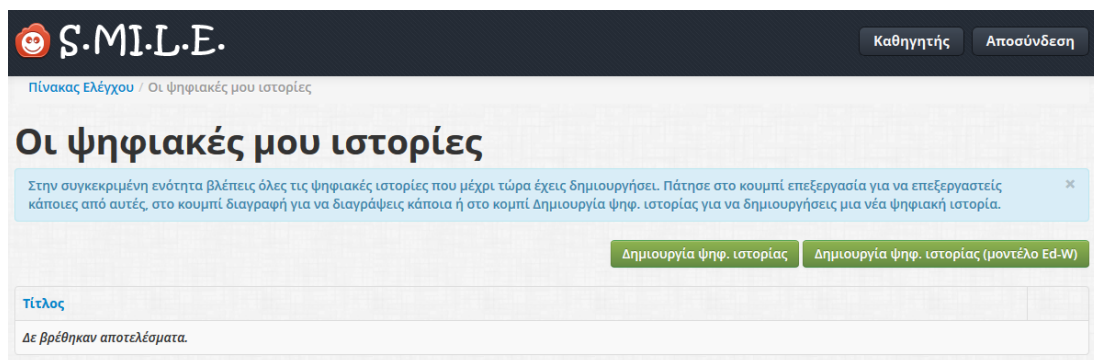 S.MI.L.E.
Καθηγητής Αποσύνδεση
Πίνακας Ελέγχου / Οι ψηφιακές μου ιστορίες
Οι ψηφιακές μου ιστορίες
Στην συγκεκριμένη ενότητα βλέπεις όλες τις ψηφιακές ιστορίες που μέχρι τώρα έχεις δημιουργήσει. Πάτησε στο κουμπί επεξεργασία για να επεξεργαστείς
κάποιες από αυτές, στο κουμπί διαγραφή για να διαγράψεις κάποια ή στο κομπί Δημιουργία ψηφ. ιστορίας για να δημιουργήσεις μια νέα ψηφιακή ιστορία.
Δημιουργία ψηφ. ιστορίας Δημιουργία ψηφ. ιστορίας (μοντέλο Ed-W)
Τίτλος
Δε βρέθηκαν αποτελέσματα.